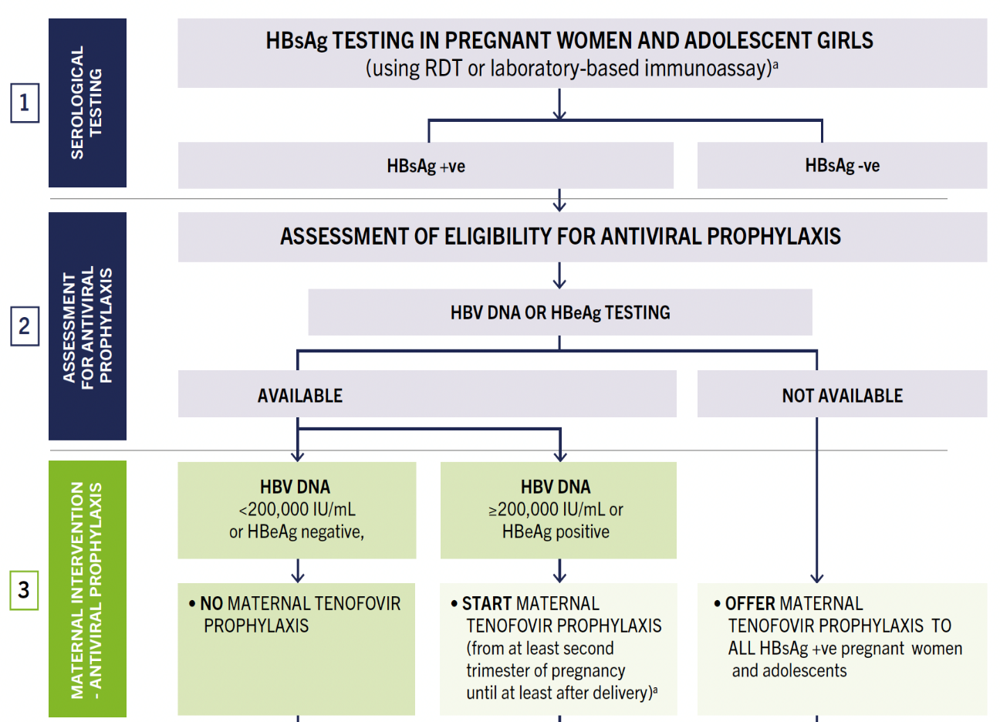 1
SEROLOGICAL
TESTING
HBsAg TESTING IN PREGNANT WOMEN AND ADOLESCENT GIRLS
(using RDT or laboratory-based immunoassay)ᵃ
HBsAg +ve
HBsAg -ve
2
ASSESSMENT
FOR ANTIVIRAL
PROPHYLAXIS
ASSESSMENT OF ELIGIBILITY FOR ANTIVIRAL PROPHYLAXIS
HBV DNA OR HBeAg TESTING
AVAILABLE
NOT AVAILABLE
3
MATERNAL INTERVENTION
- ANTIVIRAL PROPHYLAXIS
HBV DNA
<200,000 IU/mL
or HBeAg negative,
HBV DNA
≥200,000 IU/mL or
HBeAg positive
• NO MATERNAL TENOFOVIR
PROPHYLAXIS
• START MATERNAL
TENOFOVIR PROPHYLAXIS
(from at least second
trimester of pregnancy
until at least after delivery)ᵃ
• OFFER MATERNAL
TENOFOVIR PROPHYLAXIS TO
ALL HBsAg +ve pregnant women
and adolescents